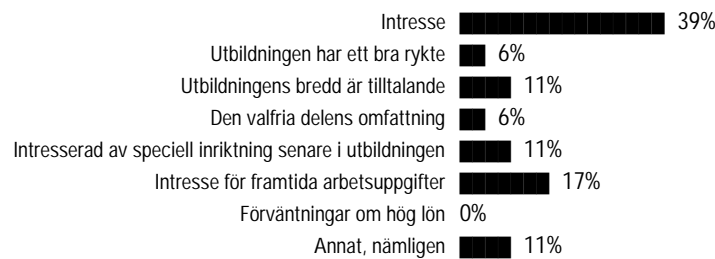 Intresse 39%
Utbildningen har ett bra rykte 6%
Utbildningens bredd är tilltalande 11%
Den valfria delens omfattning 6%
Intresserad av speciell inriktning senare i utbildningen 11%
Intresse för framtida arbetsuppgifter 17%
Förväntningar om hög lön 0%
Annat, nämligen 11%